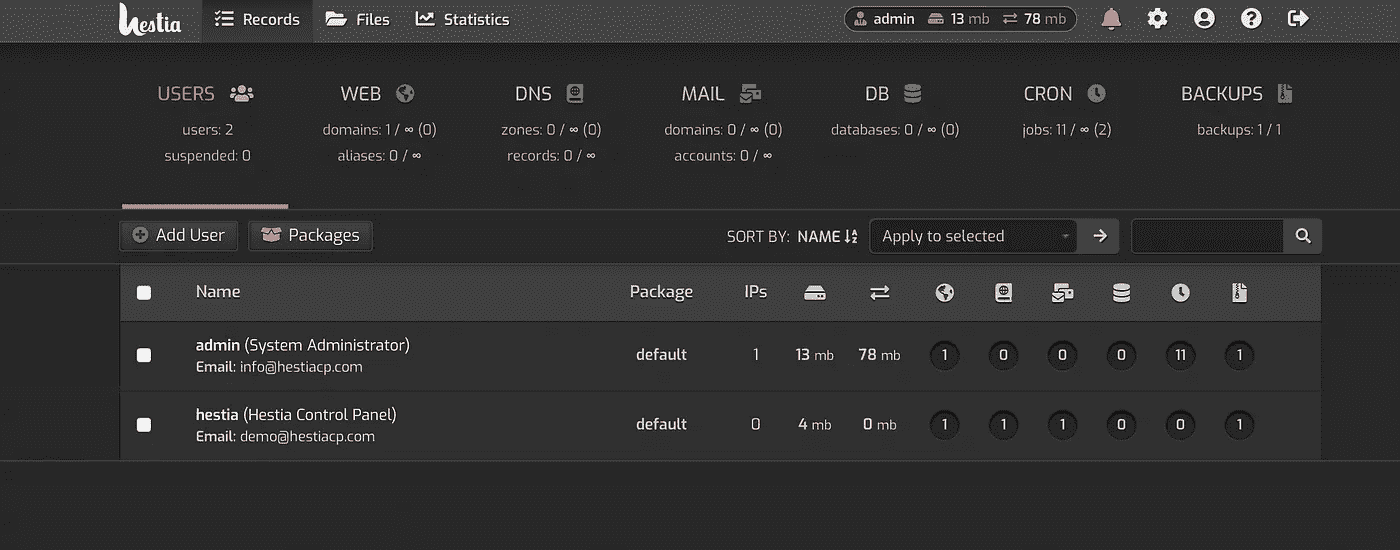 hestia Records Files Statistics admin 13 mb 78 mb
USERS WEB DNS MAIL DB CRON BACKUPS
users: 2 domains: 1 / ∞ (0) zones: 0 / ∞ (0) domains: 0 / ∞ (0) databases: 0 / ∞ (0) jobs: 11 / ∞ (2) backups: 1 / 1
suspended: 0 aliases: 0 / ∞ records: 0 / ∞ accounts: 0 / ∞
Add User Packages SORT BY: NAME Apply to selected
Name Package IPs
admin (System Administrator) default 1 13 mb 78 mb 1 0 0 0 11 1
Email: info@hestiacp.com
hestia (Hestia Control Panel) default 0 4 mb 0 mb 1 1 1 0 0 1
Email: demo@hestiacp.com